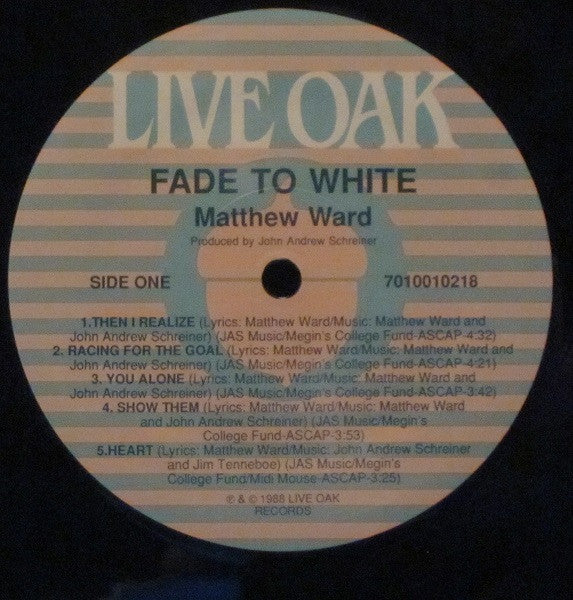 LIVE OAK
FADE TO WHITE
Matthew Ward
Produced by John Andrew Schreiner
SIDE ONE 7010010218
1.THEN I REALIZE (Lyrics: Matthew Ward/Music: Matthew Ward and
John Andrew Schreiner) (JAS Music/Megin's College Fund-ASCAP-4:32)
2. RACING FOR THE GOAL (Lyrics: Matthew Ward/Music: Matthew Ward and
John Andrew Schreiner) (JAS Music/Megin's College Fund-ASCAP-4:21)
3. YOU ALONE (Lyrics: Matthew Ward/Music: Matthew Ward and
John Andrew Schreiner) (JAS Music/Megin's College Fund-ASCAP-3:42)
4. SHOW THEM (Lyrics: Matthew Ward/Music: Matthew Ward
and John Andrew Schreiner) (JAS Music/Megin's
College Fund-ASCAP-3:53)
5.HEART (Lyrics: Matthew Ward/Music: John Andrew Schreiner
and Jim Tenneboe) (JAS Music/Megin's
College Fund/Midi Mouse-ASCAP-3:25)
℗ & © 1988 LIVE OAK
RECORDS